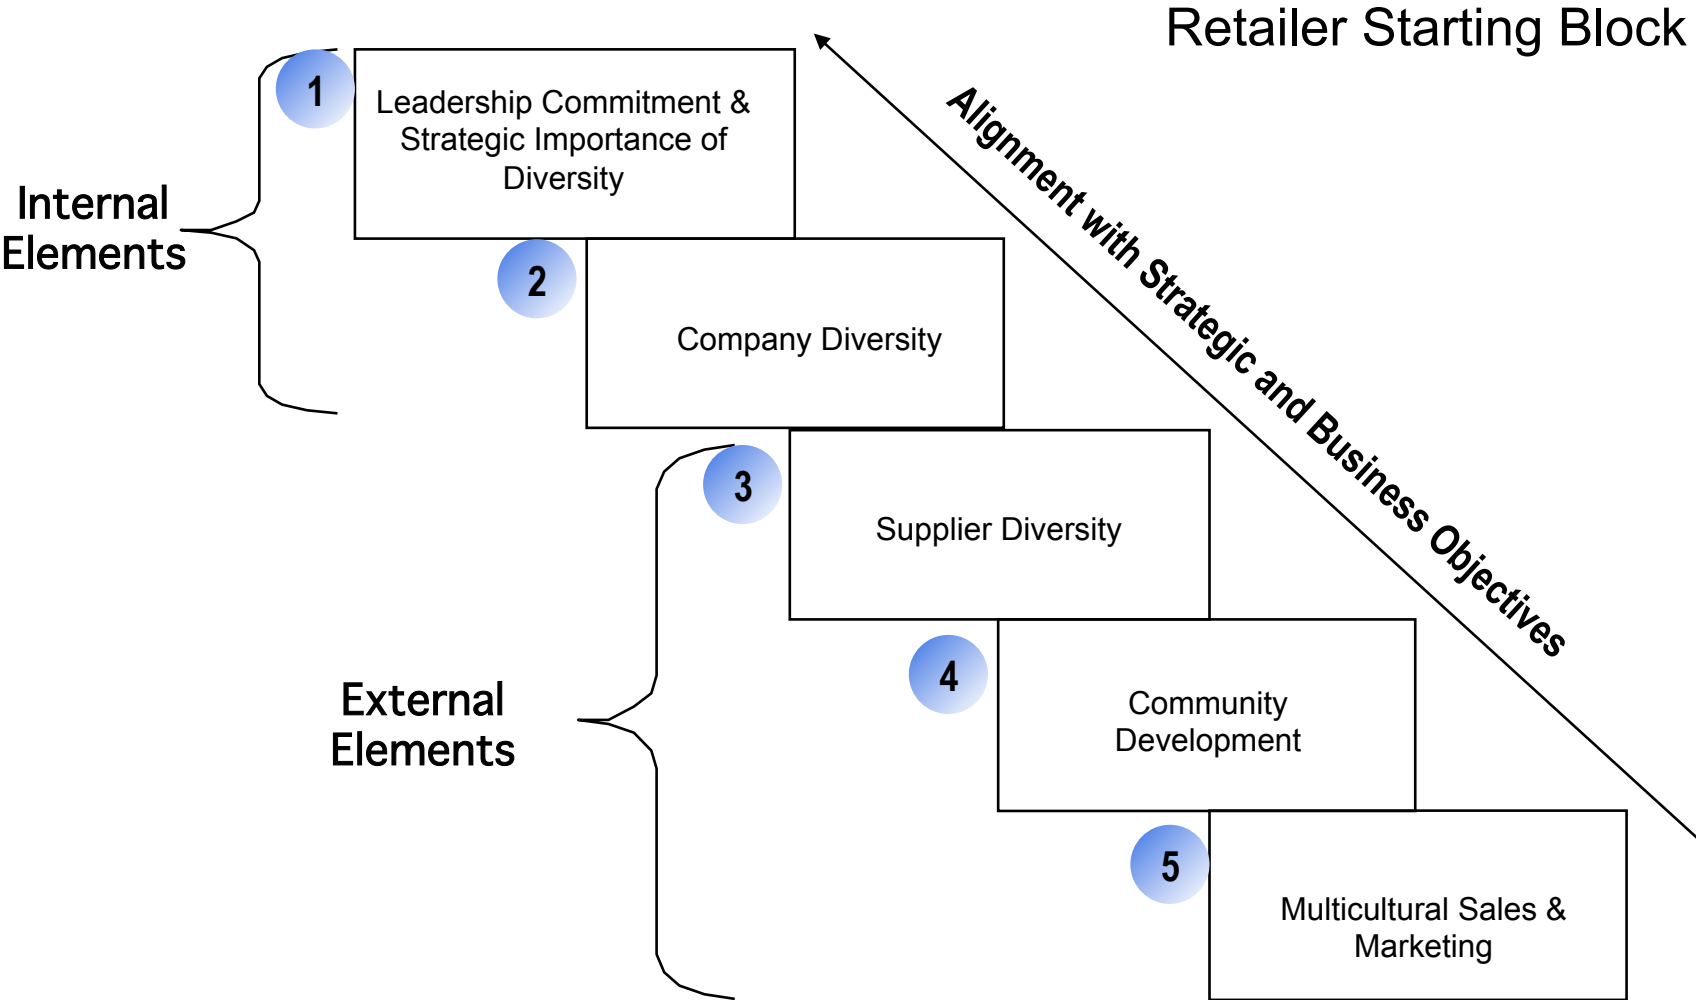 Retailer Starting Block
1
Leadership Commitment &
Strategic Importance of
Diversity
Alignment with Strategic and Business Objectives
Internal
Elements
2
Company Diversity
3
Supplier Diversity
External
Elements
4
Community
Development
5
Multicultural Sales &
Marketing